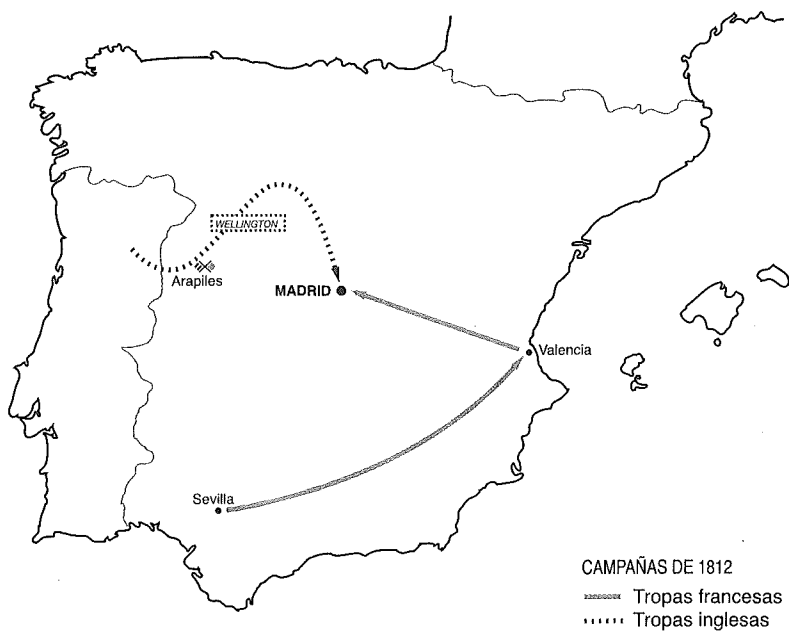 WELLINGTON
Arapiles
MADRID
Valencia
Sevilla
CAMPAÑAS DE 1812
Tropas francesas
Tropas inglesas